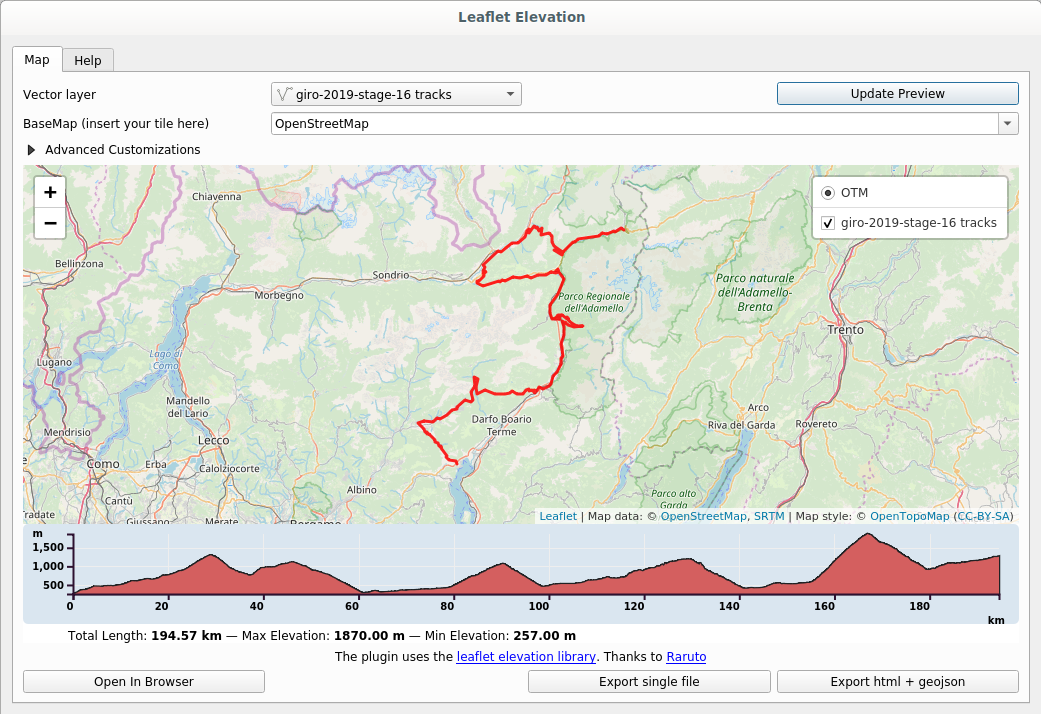 Leaflet Elevation
Map
Help
Vector layer
giro-2019-stage-16 tracks
Update Preview
BaseMap (insert your tile here)
OpenStreetMap
Advanced Customizations
+
−
OTM
giro-2019-stage-16 tracks
Chiavenna
Bellinzona
Sondrio
Morbegno
Parco naturale
dell'Adamello-
Brenta
Parco Regionale
dell'Adamello
Trento
Lago di
Como
Lugano
Mandello
del Lario
Mendrisio
Lecco
Darfo Boario
Terme
Arco
Riva del Garda
Rovereto
Como
Erba
Calolziocorte
Albino
Cantù
Parco alto
Garda
Tradate
Giussano
Merate
Bergamo
Leaflet | Map data: © OpenStreetMap, SRTM | Map style: © OpenTopoMap (CC-BY-SA)
m
1,500
1,000
500
0 20 40 60 80 100 120 140 160 180
km
Total Length: 194.57 km — Max Elevation: 1870.00 m — Min Elevation: 257.00 m
The plugin uses the leaflet elevation library. Thanks to Raruto
Open In Browser
Export single file
Export html + geojson